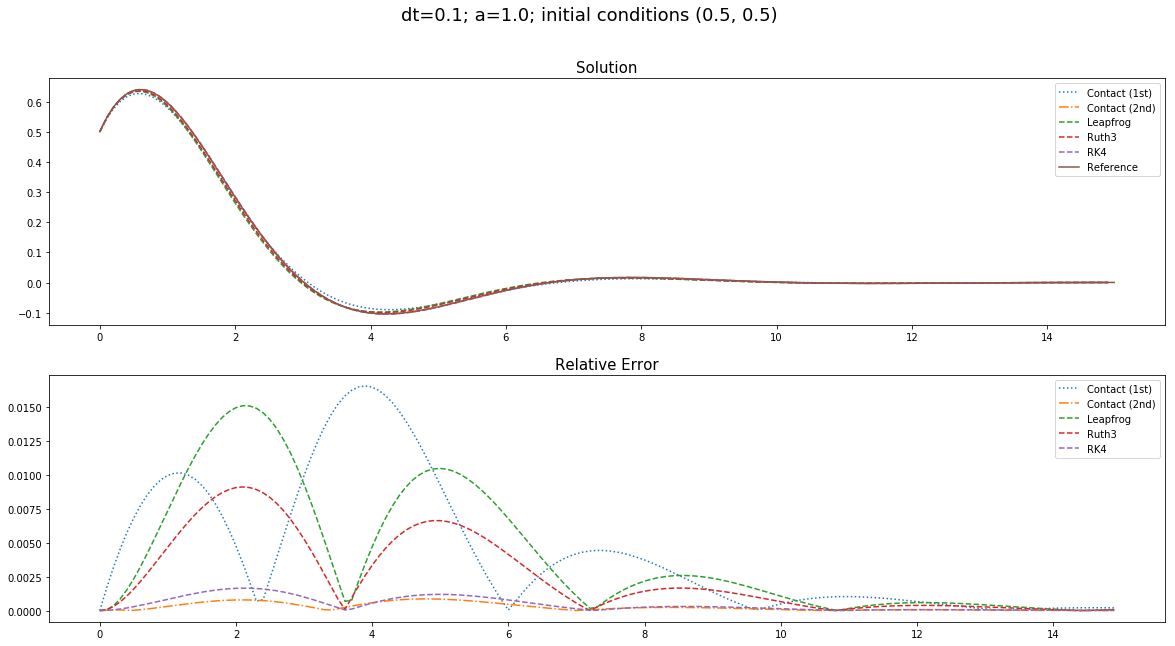 dt=0.1; a=1.0; initial conditions (0.5, 0.5)
Solution
0.6
0.5
0.4
0.3
0.2
0.1
0.0
−0.1
0
2
4
6
8
10
12
14
Contact (1st)
Contact (2nd)
Leapfrog
Ruth3
RK4
Reference
Relative Error
0.0150
0.0125
0.0100
0.0075
0.0050
0.0025
0.0000
0
2
4
6
8
10
12
14
Contact (1st)
Contact (2nd)
Leapfrog
Ruth3
RK4